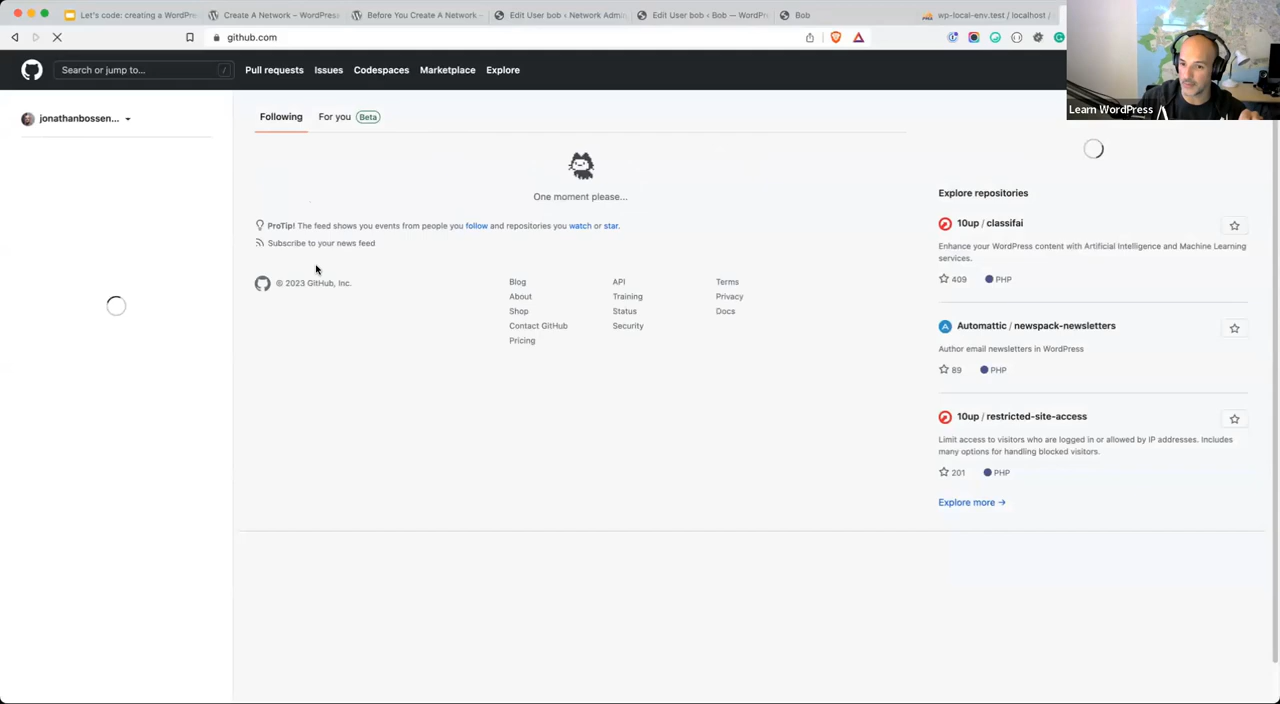 Let's code: creating a WordPre
Create A Network – WordPress
Before You Create A Network –
Edit User bob ‹ Network Admin
Edit User bob ‹ Bob — WordPr
Bob
wp-local-env.test / localhost /
github.com
Search or jump to...
/
Pull requests
Issues
Codespaces
Marketplace
Explore
Learn WordPress
jonathanbossen...
Following
For you
Beta
One moment please...
ProTip! The feed shows you events from people you follow and repositories you watch or star.
Subscribe to your news feed
© 2023 GitHub, Inc.
Blog
About
Shop
Contact GitHub
Pricing
API
Training
Status
Security
Terms
Privacy
Docs
Explore repositories
10up / classifai
Enhance your WordPress content with Artificial Intelligence and Machine Learning
services.
409
PHP
Automattic / newspack-newsletters
Author email newsletters in WordPress
89
PHP
10up / restricted-site-access
Limit access to visitors who are logged in or allowed by IP addresses. Includes
many options for handling blocked visitors.
201
PHP
Explore more →